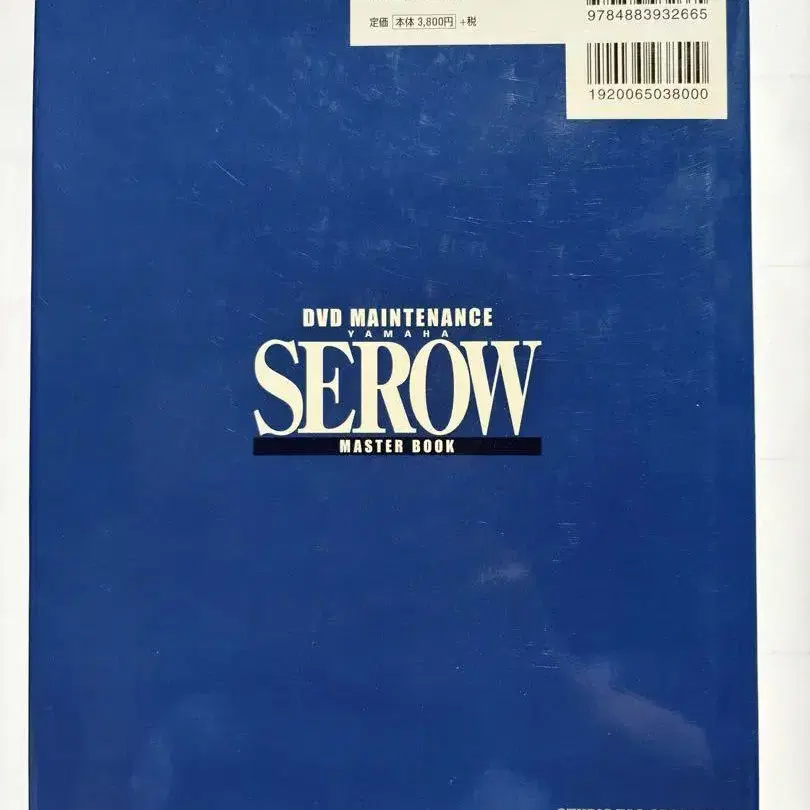 9784883932665
定価 本体 3,800円 +税
1920065038000
DVD MAINTENANCE
YAMAHA
SEROW
MASTER BOOK